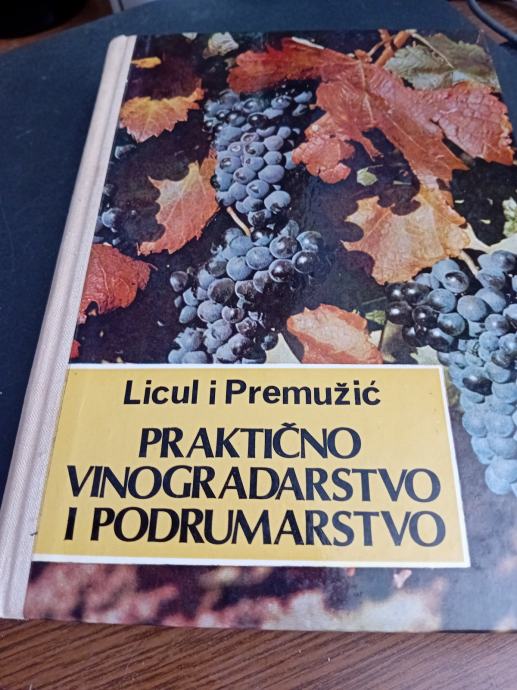 Licul i Premužić
PRAKTIČNO
VINOGRADARSTVO
I PODRUMARSTVO